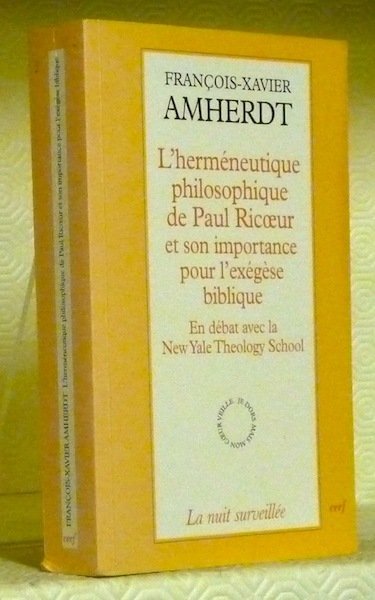 FRANÇOIS-XAVIER
AMHERDT
L'herméneutique
philosophique
de Paul Ricœur
et son importance
pour l'exégèse
biblique
En débat avec la
New Yale Theology School
JE DORS MAIS MON CŒUR VEILLE
La nuit surveillée
cerf
FRANÇOIS-XAVIER AMHERDT L'herméneutique philosophique de Paul Ricœur et son importance pour l'exégèse biblique
cerf